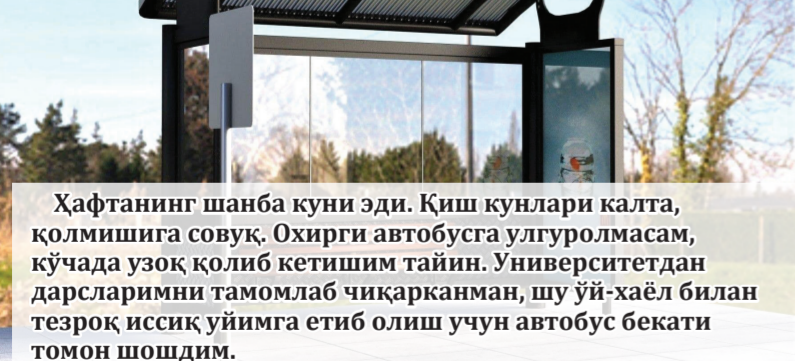 Ҳафтанинг шанба куни эди. Қиш кунлари калта,
қолмишига совуқ. Охирги автобусга улгуролмасам,
кўчада узоқ қолиб кетишим тайин. Университетдан
дарсларимни тамомлаб чиқарканман, шу ўй-хаёл билан
тезроқ иссиқ уйимга етиб олиш учун автобус бекати
томон шошдим.